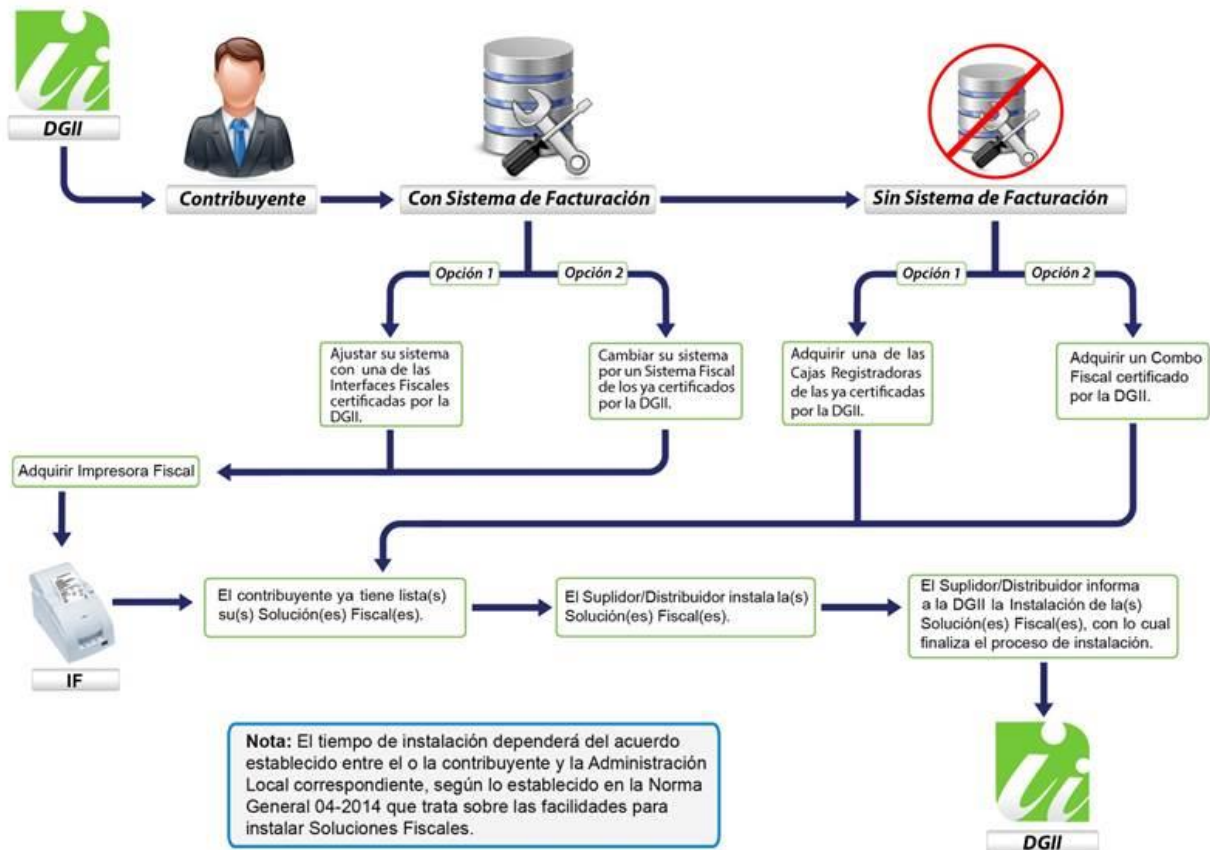 DGII
Contribuyente
Con Sistema de Facturación
Sin Sistema de Facturación
Opción 1
Opción 2
Opción 1
Opción 2
Ajustar su sistema
con una de las
Interfaces Fiscales
certificadas por la
DGII.
Cambiar su sistema
por un Sistema Fiscal
de los ya certificados
por la DGII.
Adquirir una de las
Cajas Registradoras
de las ya certificadas
por la DGII.
Adquirir un Combo
Fiscal certificado
por la DGII.
Adquirir Impresora Fiscal
IF
El contribuyente ya tiene lista(s)
su(s) Solución(es) Fiscal(es).
El Suplidor/Distribuidor instala la(s)
Solución(es) Fiscal(es).
El Suplidor/Distribuidor informa
a la DGII la Instalación de la(s)
Solución(es) Fiscal(es), con lo cual
finaliza el proceso de instalación.
Nota: El tiempo de instalación dependerá del acuerdo
establecido entre el o la contribuyente y la Administración
Local correspondiente, según lo establecido en la Norma
General 04-2014 que trata sobre las facilidades para
instalar Soluciones Fiscales.
DGII